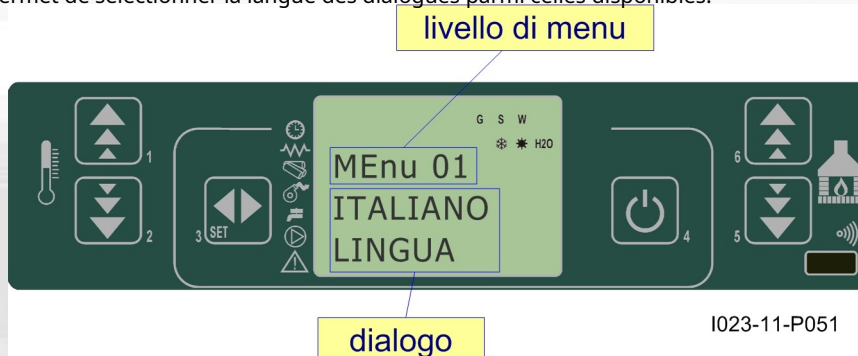 ermet de sélectionner la langue des dialogues parmi celles disponibles.
livello di menu
G S W
H2O
1
6
MEnu 01
ITALIANO
LINGUA
3 SET
2
4
5
dialogo
I023-11-P051